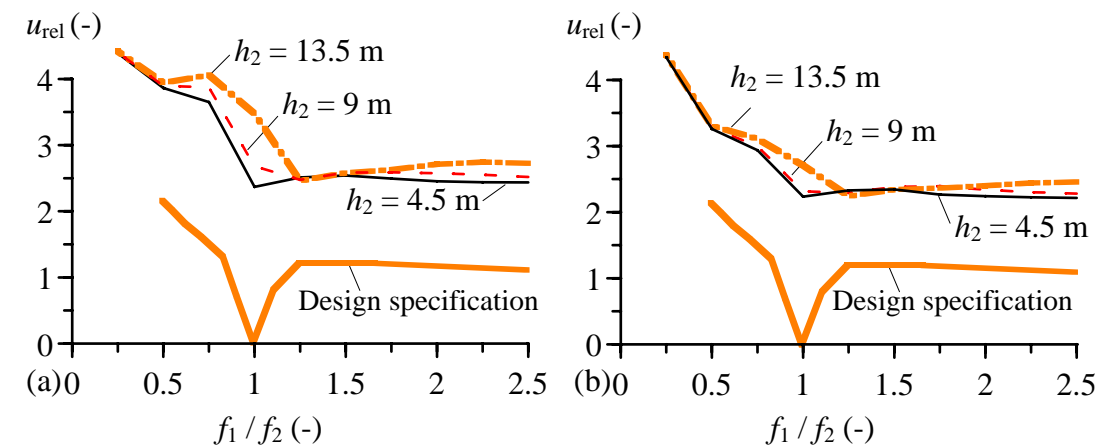 u_rel (-)
h₂ = 13.5 m
4
h₂ = 9 m
3
h₂ = 4.5 m
2
1
Design specification
0
(a) 0 0.5 1 1.5 2 2.5
f₁ / f₂ (-)
u_rel (-)
4
h₂ = 13.5 m
3
h₂ = 9 m
2
h₂ = 4.5 m
1
Design specification
0
(b) 0 0.5 1 1.5 2 2.5
f₁ / f₂ (-)